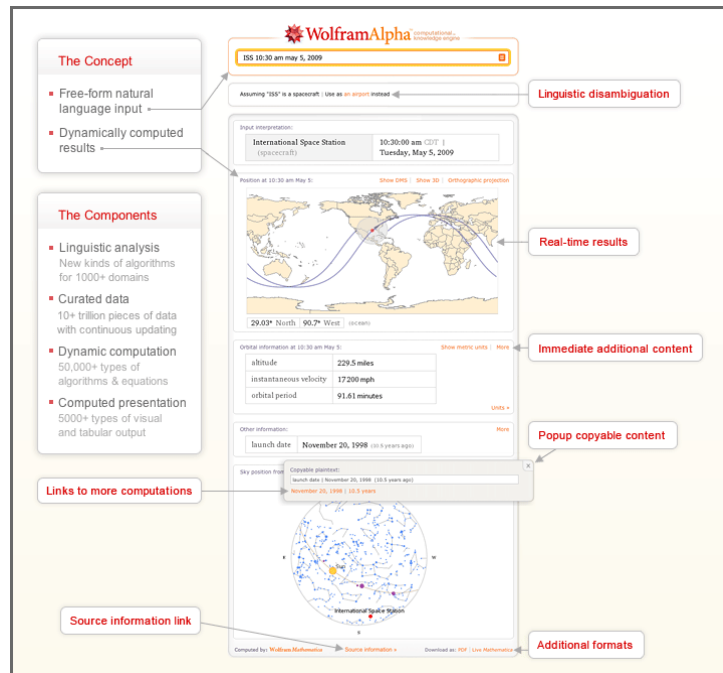 WolframAlpha computational knowledge engine
The Concept
Free-form natural
language input
Dynamically computed
results
ISS 10:30 am may 5, 2009
Assuming "ISS" is a spacecraft | Use as an airport instead
Linguistic disambiguation
Input interpretation:
International Space Station
(spacecraft)
10:30:00 am CDT |
Tuesday, May 5, 2009
Position at 10:30 am May 5:
Show DMS | Show 3D | Orthographic projection
29.03° North 90.7° West (ocean)
Real-time results
The Components
Linguistic analysis
New kinds of algorithms
for 1000+ domains
Curated data
10+ trillion pieces of data
with continuous updating
Dynamic computation
50,000+ types of
algorithms & equations
Computed presentation
5000+ types of visual
and tabular output
Orbital information at 10:30 am May 5:
Show metric units | More
altitude 229.5 miles
instantaneous velocity 17200 mph
orbital period 91.61 minutes
Units »
Immediate additional content
Other information:
More
launch date November 20, 1998 (10.5 years ago)
Popup copyable content
Sky position from
Copyable plaintext:
launch date | November 20, 1998 (10.5 years ago)
November 20, 1998 | 10.5 years
Links to more computations
E
W
Sun
International Space Station
S
Source information link
Computed by: Wolfram Mathematica
Source information »
Download as: PDF | Live Mathematica
Additional formats